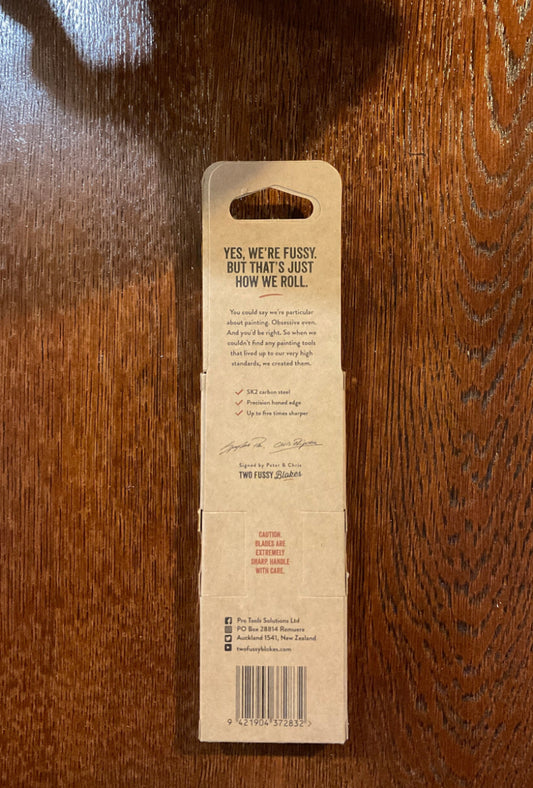 YES, WE'RE FUSSY.
BUT THAT'S JUST
HOW WE ROLL.
You could say we're particular
about painting. Obsessive even.
And you'd be right. So when we
couldn't find any painting tools
that lived up to our very high
standards, we created them.
SK2 carbon steel
Precision honed edge
Up to five times sharper
Signed by Peter & Chris
TWO FUSSY Blokes
CAUTION,
BLADES ARE
EXTREMELY
SHARP, HANDLE
WITH CARE.
Pro Tools Solutions Ltd
PO Box 28814 Remuera
Auckland 1541, New Zealand
twofussyblokes.com
9 421904 372832 >